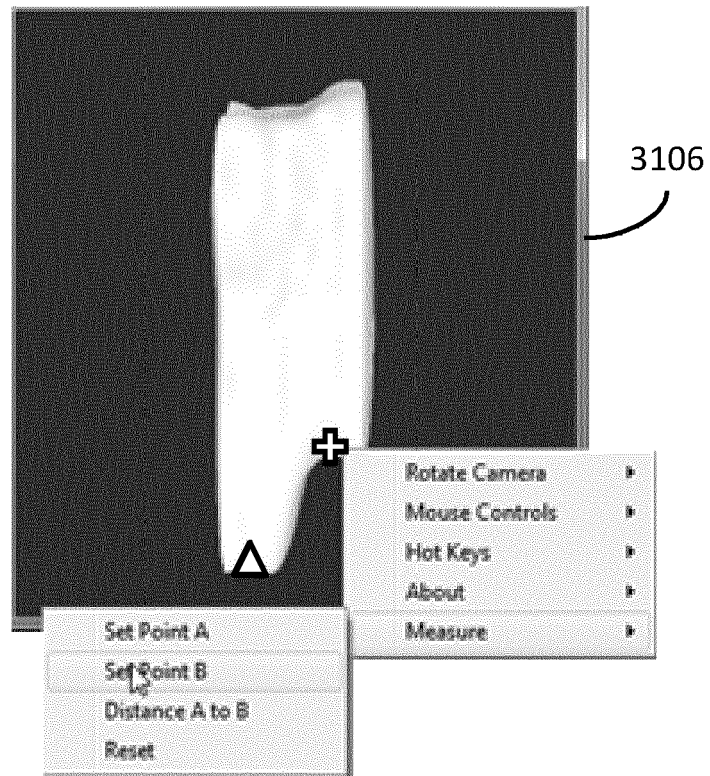 3106
Rotate Camera
Mouse Controls
Hot Keys
About
Measure
Set Point A
Set Point B
Distance A to B
Reset